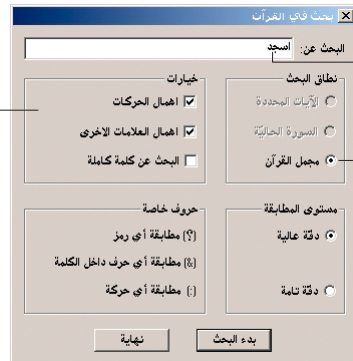 بحث في القرآن
البحث عن: اسجد
نطاق البحث
الآيات المحددة
السورة الحالية
مجمل القرآن
خيارات
اهمال الحركات
اهمال العلامات الاخرى
البحث عن كلمة كاملة
مستوى المطابقة
دقة عالية
دقة تامة
حروف خاصة
(?) مطابقة أي رمز
(&) مطابقة أي حرف داخل الكلمة
(:) مطابقة أي حركة
بدء البحث
نهاية